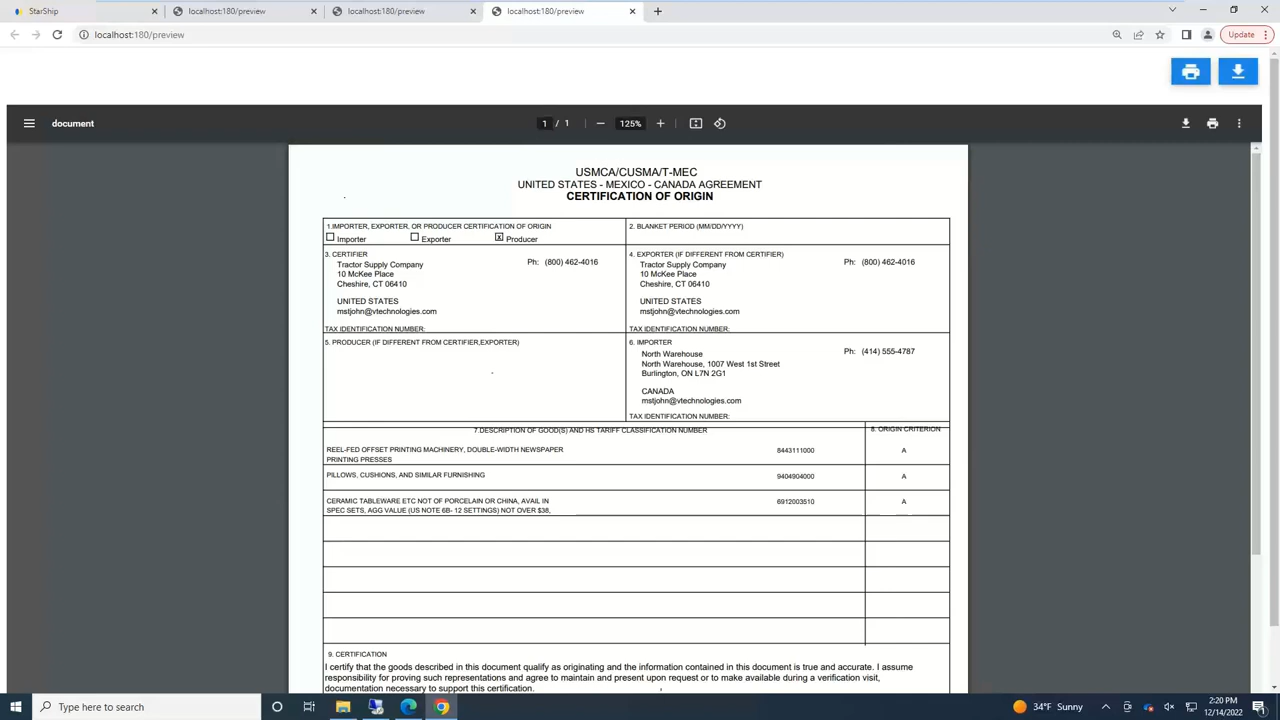 StarShip
localhost:180/preview
localhost:180/preview
localhost:180/preview
localhost:180/preview
Update
document
1 / 1
125%
USMCA/CUSMA/T-MEC
UNITED STATES - MEXICO - CANADA AGREEMENT
CERTIFICATION OF ORIGIN
1.IMPORTER, EXPORTER, OR PRODUCER CERTIFICATION OF ORIGIN
Importer
Exporter
X Producer
2. BLANKET PERIOD (MM/DD/YYYY)
3. CERTIFIER
Tractor Supply Company
Ph: (800) 462-4016
10 McKee Place
Cheshire, CT 06410
UNITED STATES
mstjohn@vtechnologies.com
TAX IDENTIFICATION NUMBER:
4. EXPORTER (IF DIFFERENT FROM CERTIFIER)
Tractor Supply Company
Ph: (800) 462-4016
10 McKee Place
Cheshire, CT 06410
UNITED STATES
mstjohn@vtechnologies.com
TAX IDENTIFICATION NUMBER:
5. PRODUCER (IF DIFFERENT FROM CERTIFIER,EXPORTER)
6. IMPORTER
North Warehouse
Ph: (414) 555-4787
North Warehouse, 1007 West 1st Street
Burlington, ON L7N 2G1
CANADA
mstjohn@vtechnologies.com
TAX IDENTIFICATION NUMBER:
7.DESCRIPTION OF GOOD(S) AND HS TARIFF CLASSIFICATION NUMBER
8. ORIGIN CRITERION
REEL-FED OFFSET PRINTING MACHINERY, DOUBLE-WIDTH NEWSPAPER
PRINTING PRESSES
8443111000
A
PILLOWS, CUSHIONS, AND SIMILAR FURNISHING
9404904000
A
CERAMIC TABLEWARE ETC NOT OF PORCELAIN OR CHINA, AVAIL IN
SPEC SETS, AGG VALUE (US NOTE 6B- 12 SETTINGS) NOT OVER $38,
6912003510
A
9. CERTIFICATION
I certify that the goods described in this document qualify as originating and the information contained in this document is true and accurate. I assume
responsibility for proving such representations and agree to maintain and present upon request or to make available during a verification visit,
documentation necessary to support this certification.
Type here to search
34°F Sunny
2:20 PM
12/14/2022